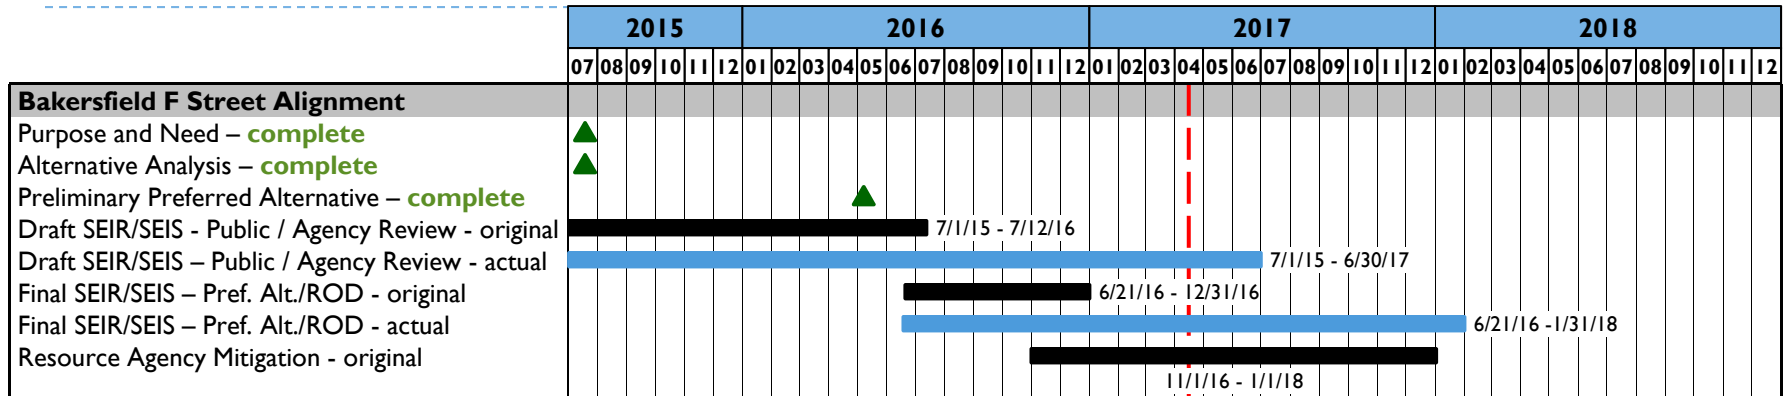 2015 2016 2017 2018
07 08 09 10 11 12 01 02 03 04 05 06 07 08 09 10 11 12 01 02 03 04 05 06 07 08 09 10 11 12 01 02 03 04 05 06 07 08 09 10 11 12
Bakersfield F Street Alignment
Purpose and Need – complete
Alternative Analysis – complete
Preliminary Preferred Alternative – complete
Draft SEIR/SEIS - Public / Agency Review - original 7/1/15 - 7/12/16
Draft SEIR/SEIS – Public / Agency Review - actual 7/1/15 - 6/30/17
Final SEIR/SEIS – Pref. Alt./ROD - original 6/21/16 - 12/31/16
Final SEIR/SEIS – Pref. Alt./ROD - actual 6/21/16 -1/31/18
Resource Agency Mitigation - original
11/1/16 - 1/1/18